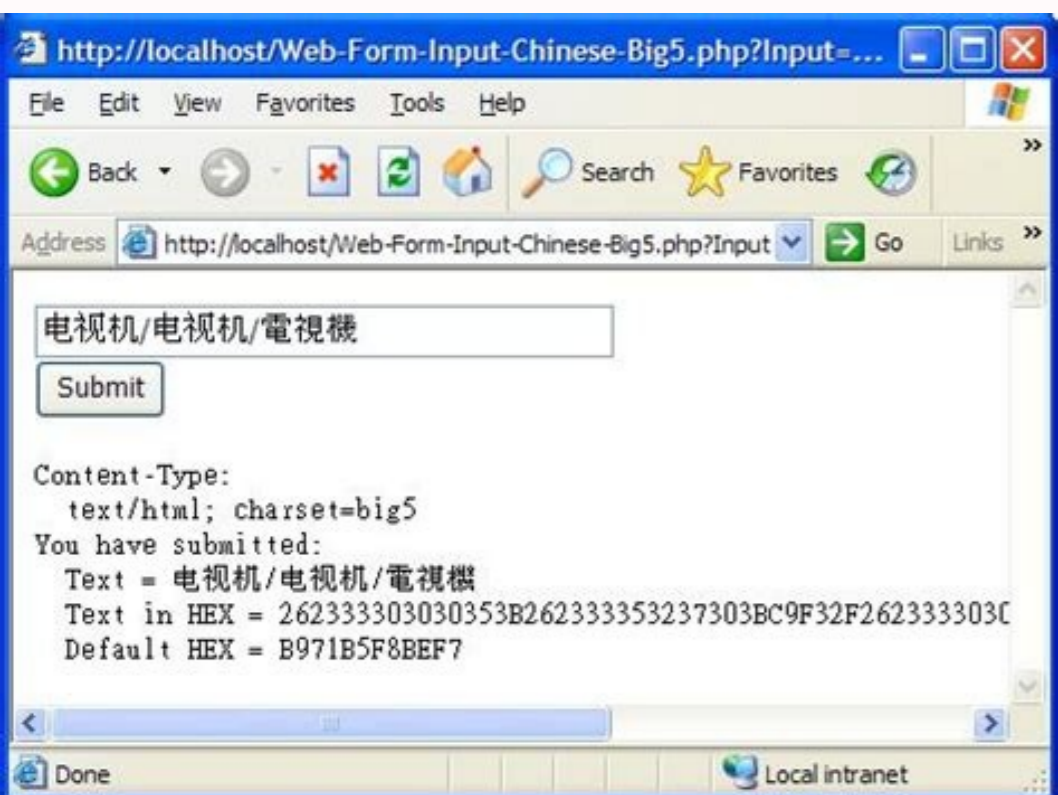 http://localhost/Web-Form-Input-Chinese-Big5.php?Input=...
File Edit View Favorites Tools Help
Back Search Favorites »
Address http://localhost/Web-Form-Input-Chinese-Big5.php?Input Go Links »
电视机/电视机/電視機
Submit
Content-Type:
text/html; charset=big5
You have submitted:
Text = 电视机/电视机/電視機
Text in HEX = 262333303030353B262333353237303BC9F32F2623333030
Default HEX = B971B5F8BEF7
Done Local intranet